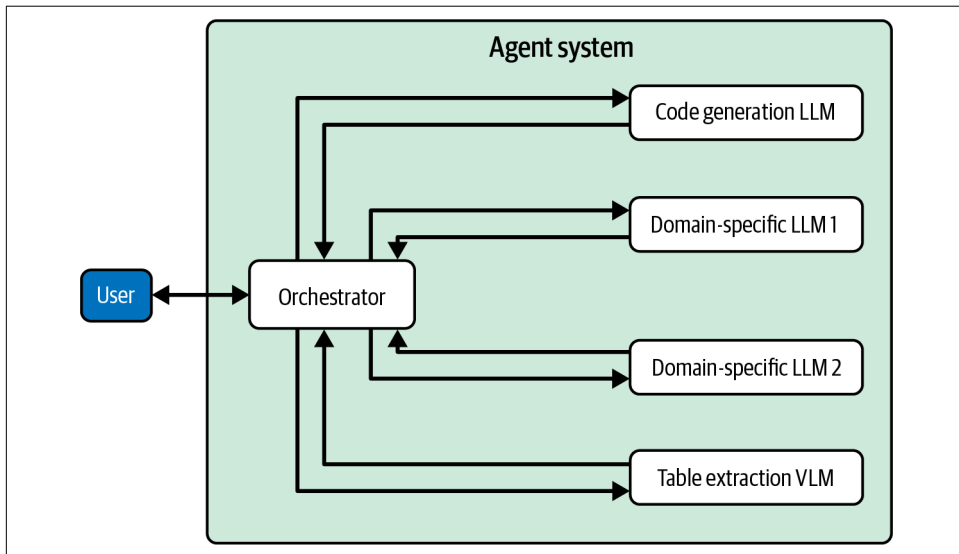 Agent system
Code generation LLM
Domain-specific LLM 1
User
Orchestrator
Domain-specific LLM 2
Table extraction VLM